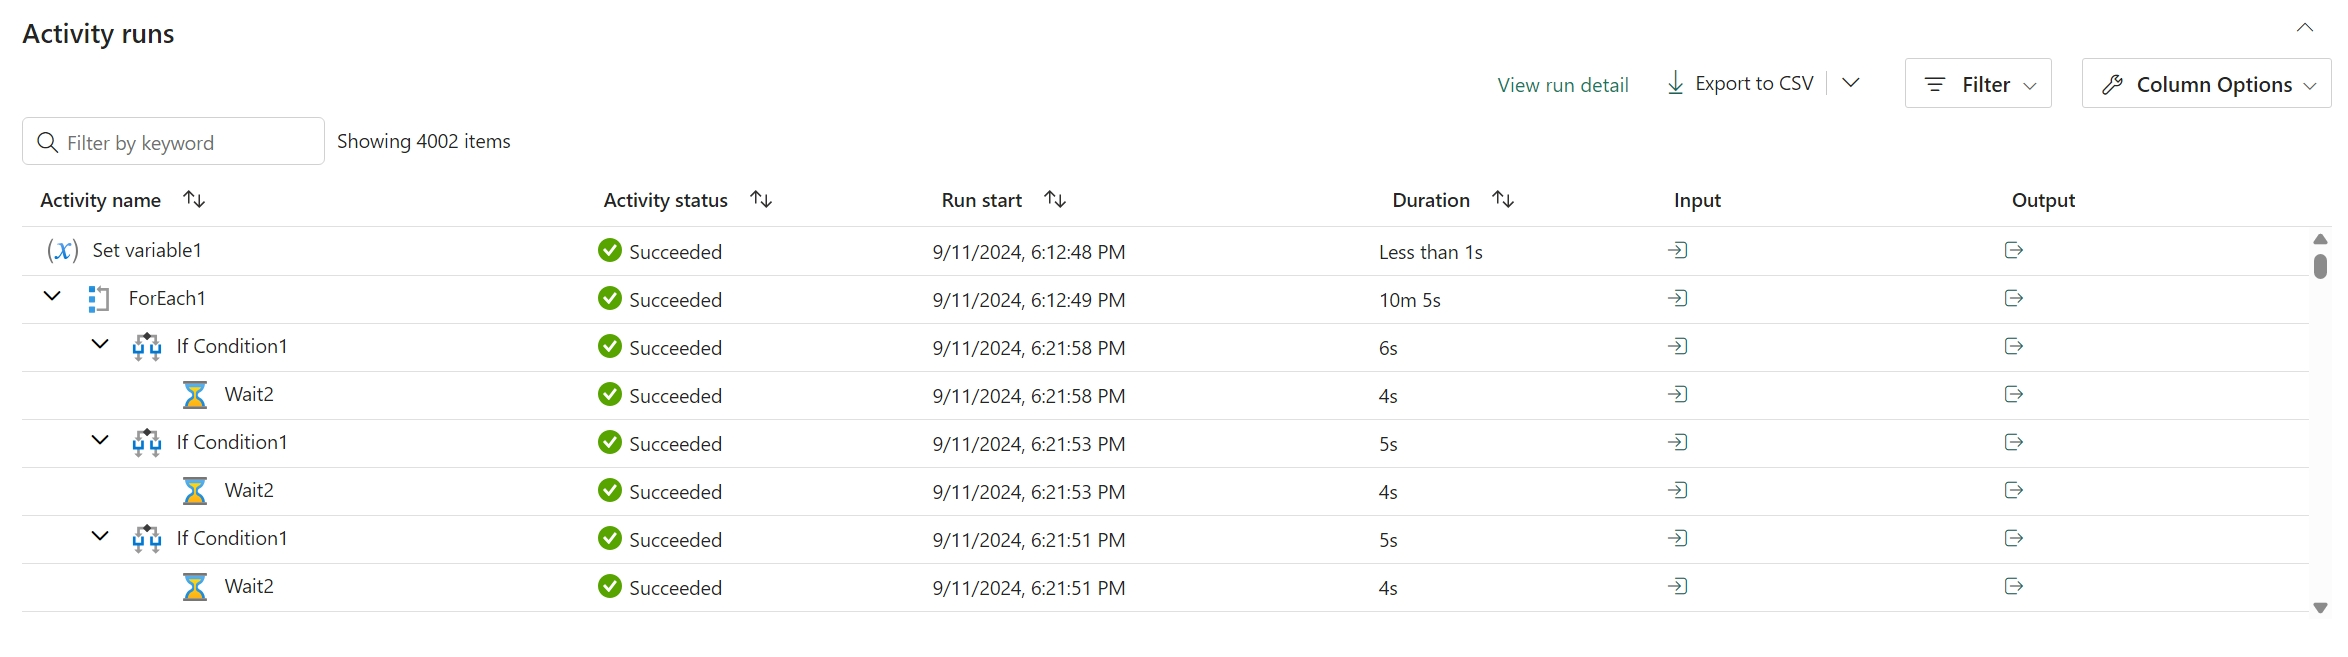 Activity runs
View run detail Export to CSV Filter Column Options
Filter by keyword Showing 4002 items
Activity name Activity status Run start Duration Input Output
(x) Set variable1 Succeeded 9/11/2024, 6:12:48 PM Less than 1s
ForEach1 Succeeded 9/11/2024, 6:12:49 PM 10m 5s
If Condition1 Succeeded 9/11/2024, 6:21:58 PM 6s
Wait2 Succeeded 9/11/2024, 6:21:58 PM 4s
If Condition1 Succeeded 9/11/2024, 6:21:53 PM 5s
Wait2 Succeeded 9/11/2024, 6:21:53 PM 4s
If Condition1 Succeeded 9/11/2024, 6:21:51 PM 5s
Wait2 Succeeded 9/11/2024, 6:21:51 PM 4s